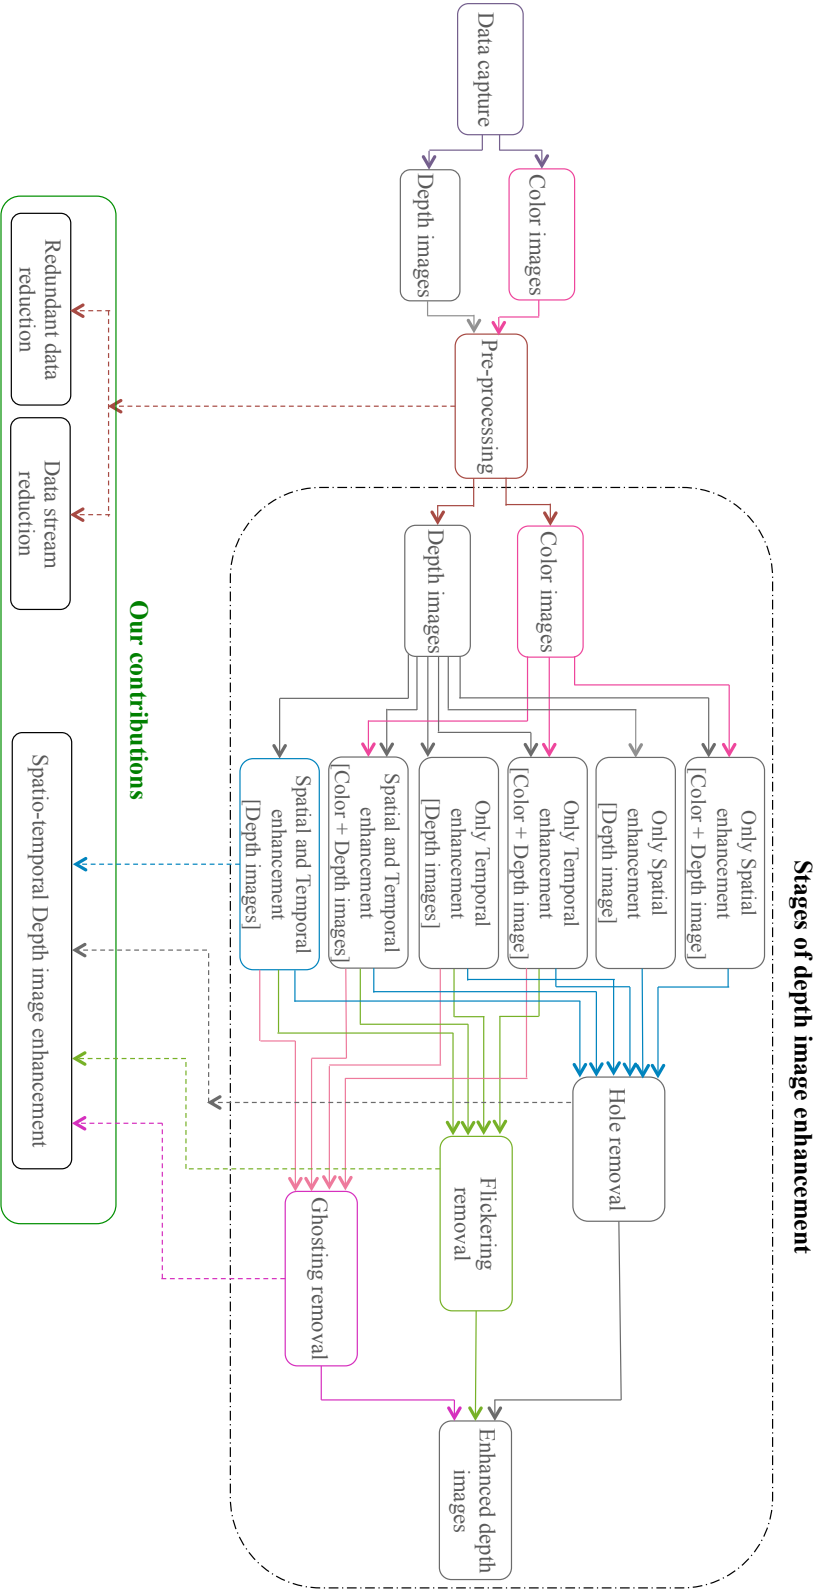 Stages of depth image enhancement
Data capture
Color images
Depth images
Pre-processing
Color images
Depth images
Only Spatial
enhancement
[Color + Depth image]
Only Spatial
enhancement
[Depth image]
Only Temporal
enhancement
[Color + Depth image]
Only Temporal
enhancement
[Depth images]
Spatial and Temporal
enhancement
[Color + Depth images]
Spatial and Temporal
enhancement
[Depth images]
Hole removal
Flickering
removal
Ghosting removal
Enhanced depth
images
Our contributions
Redundant data
reduction
Data stream
reduction
Spatio-temporal Depth image enhancement